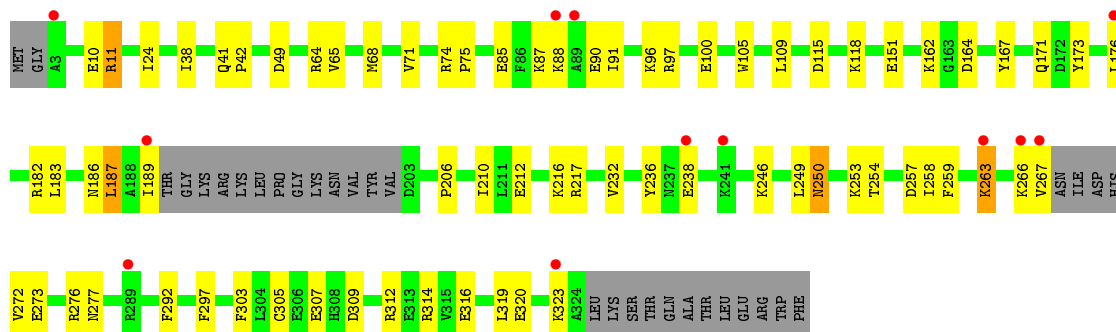 MET GLY A3 E10 R11 I24 I38 Q41 P42 D49 R64 V65 M68 V71 R74 P75 E85 F86 K87 K88 A89 E90 I91 K96 R97 E100 W105 L109 D115 K118 E151 K162 G163 D164 Y167 Q171 D172 Y173 L176
R182 L183 N186 L187 A188 I189 THR GLY LYS ARG LYS LEU PRO GLY LYS ASN VAL TYR VAL D203 P206 I210 L211 E212 K216 R217 V232 Y236 N237 E238 K241 K246 L249 N250 K253 T254 D257 I258 F259 K263 K266 V267 ASN ILE ASP HIS
V272 E273 R276 N277 R289 F292 F297 F303 L304 C305 E306 E307 H308 D309 R312 E313 R314 V315 E316 L319 E320 K323 A324 LEU LYS SER THR GLN ALA THR LEU GLU ARG TRP PHE